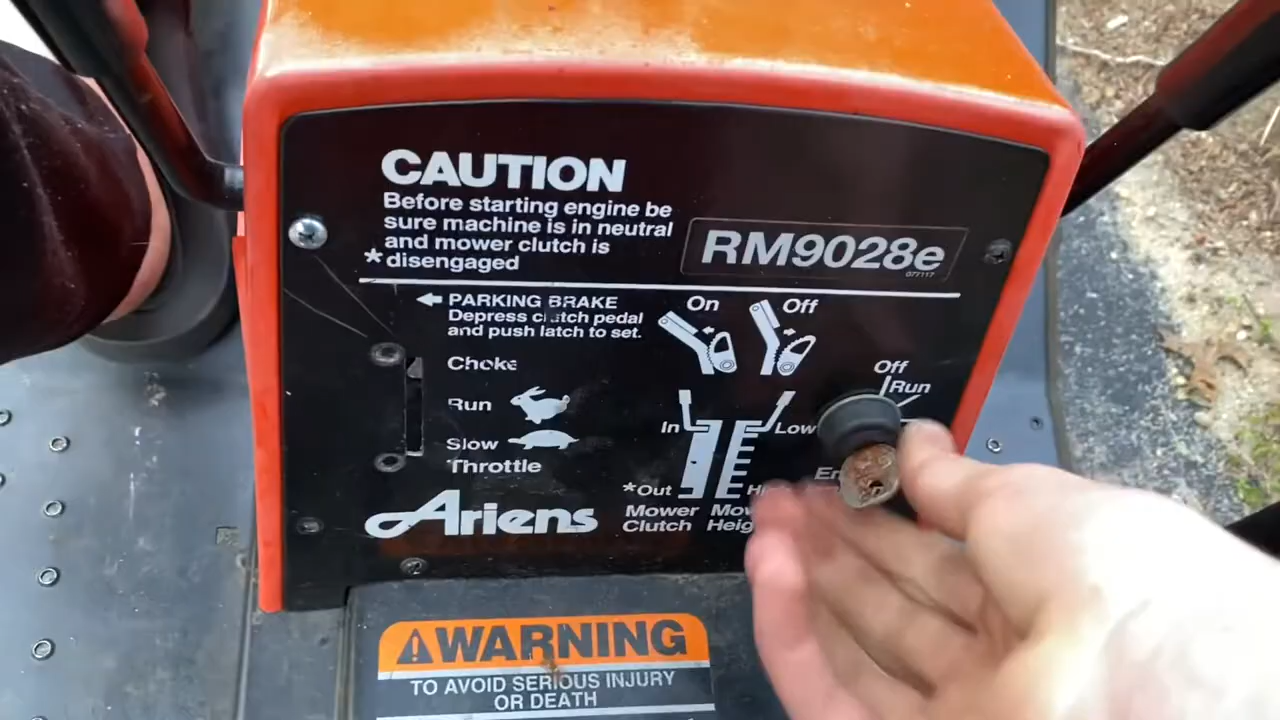 CAUTION
Before starting engine be
sure machine is in neutral
and mower clutch is
*disengaged
RM9028e
077117
PARKING BRAKE
Depress clutch pedal
and push latch to set.
On
Off
Choke
Run
Slow
Throttle
In
Low
*Out
Mower
Clutch
Off
Run
Ariens
WARNING
TO AVOID SERIOUS INJURY
OR DEATH